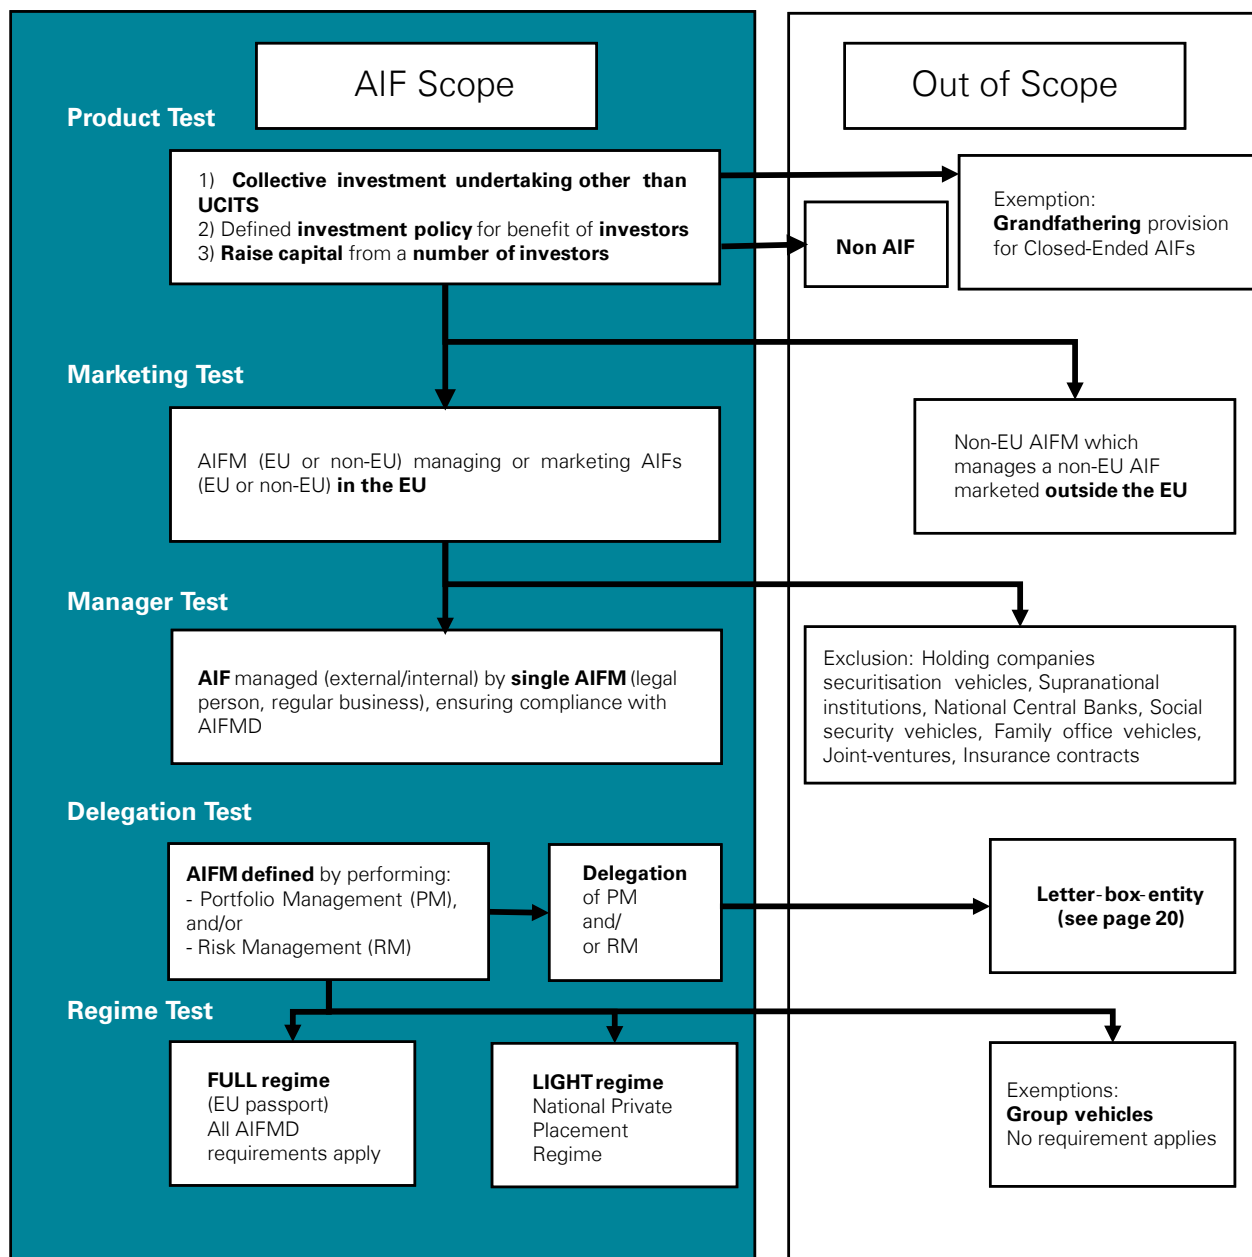 AIF Scope
Out of Scope
Product Test
1) Collective investment undertaking other than
UCITS
2) Defined investment policy for benefit of investors
3) Raise capital from a number of investors
Non AIF
Exemption:
Grandfathering provision
for Closed-Ended AIFs
Marketing Test
AIFM (EU or non-EU) managing or marketing AIFs
(EU or non-EU) in the EU
Non-EU AIFM which
manages a non-EU AIF
marketed outside the EU
Manager Test
AIF managed (external/internal) by single AIFM (legal
person, regular business), ensuring compliance with
AIFMD
Exclusion: Holding companies
securitisation vehicles, Supranational
institutions, National Central Banks, Social
security vehicles, Family office vehicles,
Joint-ventures, Insurance contracts
Delegation Test
AIFM defined by performing:
- Portfolio Management (PM),
and/or
- Risk Management (RM)
Delegation
of PM
and/
or RM
Letter-box-entity
(see page 20)
Regime Test
FULL regime
(EU passport)
All AIFMD
requirements apply
LIGHT regime
National Private
Placement
Regime
Exemptions:
Group vehicles
No requirement applies